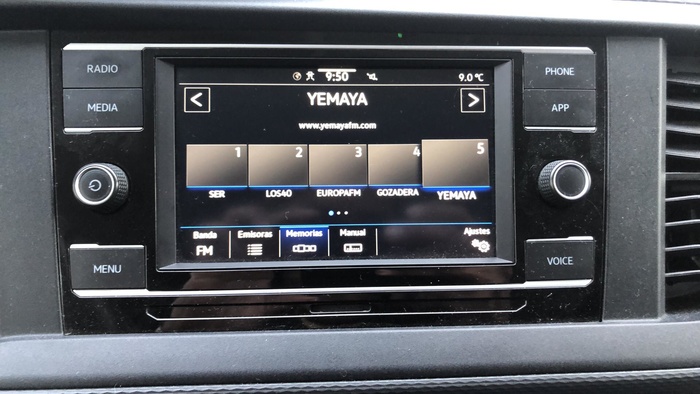 RADIO
MEDIA
MENU
9:50
9.0 °C
<
YEMAYA
>
www.yemayafm.com
1
2
3
4
5
SER
LOS40
EUROPAFM
GOZADERA
YEMAYA
Banda
FM
Emisoras
Memorias
Manual
Ajustes
PHONE
APP
VOICE